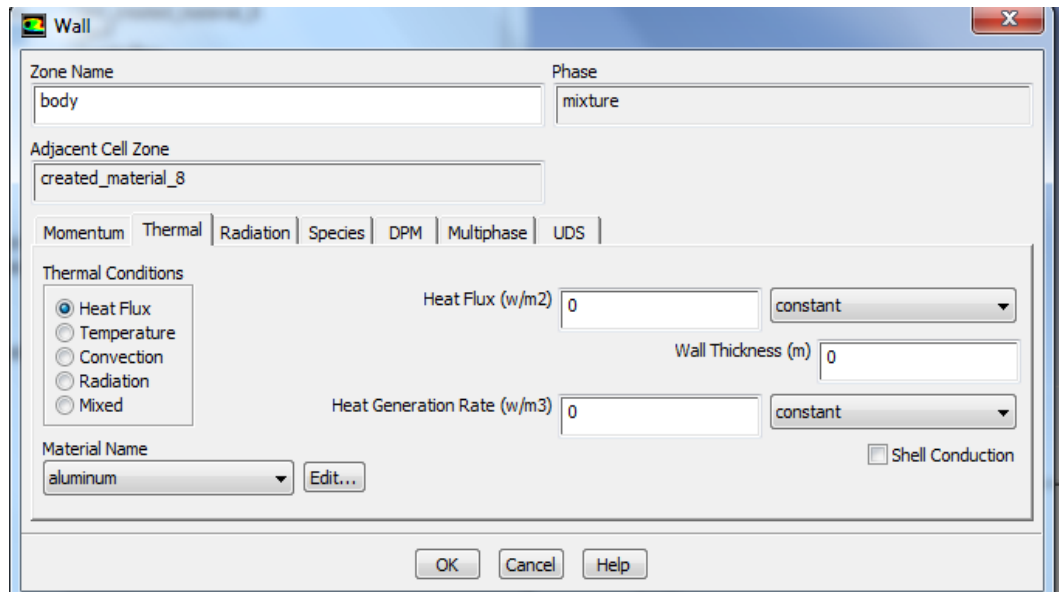 Wall
Zone Name
Phase
body
mixture
Adjacent Cell Zone
created_material_8
Momentum Thermal Radiation Species DPM Multiphase UDS
Thermal Conditions
Heat Flux
Temperature
Convection
Radiation
Mixed
Heat Flux (w/m2) 0 constant
Wall Thickness (m) 0
Heat Generation Rate (w/m3) 0 constant
Shell Conduction
Material Name
aluminum Edit...
OK Cancel Help